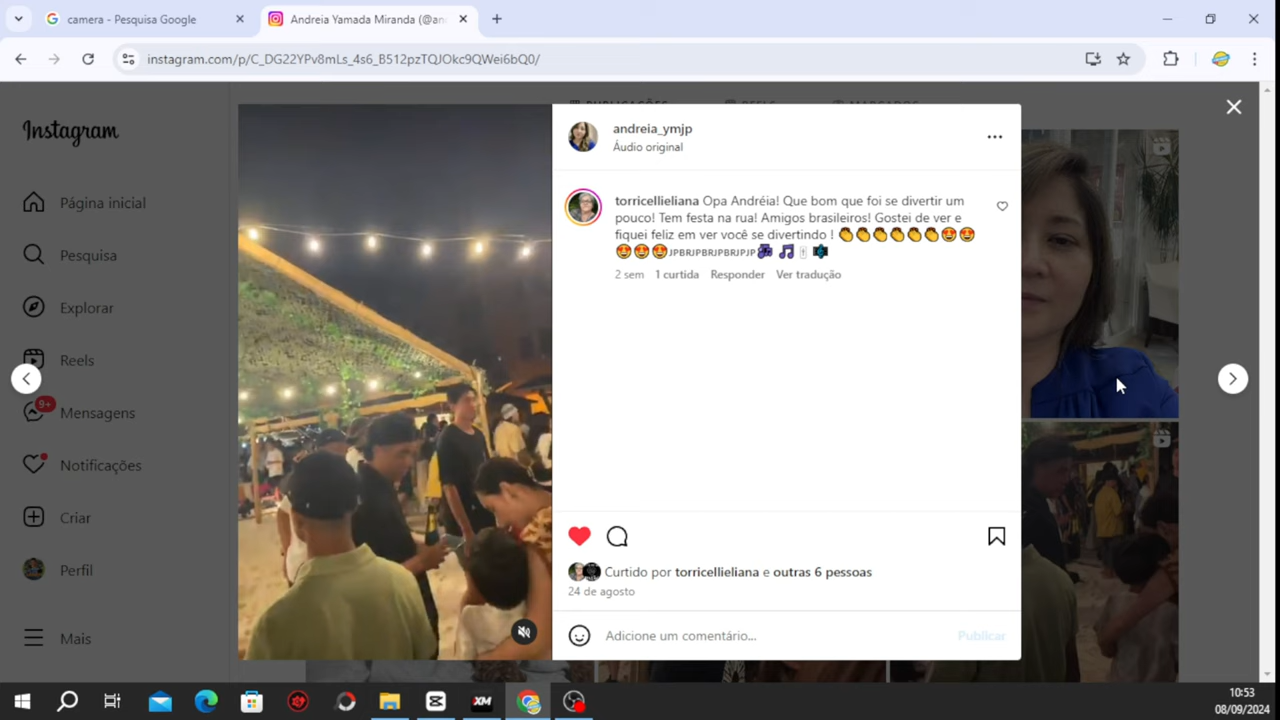 camera - Pesquisa Google
Andreia Yamada Miranda (@an
instagram.com/p/C_DG22YPv8mLs_4s6_B512pzTQJOkc9QWei6bQ0/
Instagram
Página inicial
Pesquisa
Explorar
Reels
9+
Mensagens
Notificações
Criar
Perfil
Mais
PUBLICAÇÕES REELS MARCADOS
andreia_ymjp
Áudio original
torricellieliana Opa Andréia! Que bom que foi se divertir um
pouco! Tem festa na rua! Amigos brasileiros! Gostei de ver e
fiquei feliz em ver você se divertindo ! 👏👏👏👏👏👏😍😍
😍😍😍JPBRJPBRJPBRJPJP🎶🎵🎚📲
2 sem 1 curtida Responder Ver tradução
Curtido por torricellieliana e outras 6 pessoas
24 de agosto
Adicione um comentário...
Publicar
XM
10:53
08/09/2024